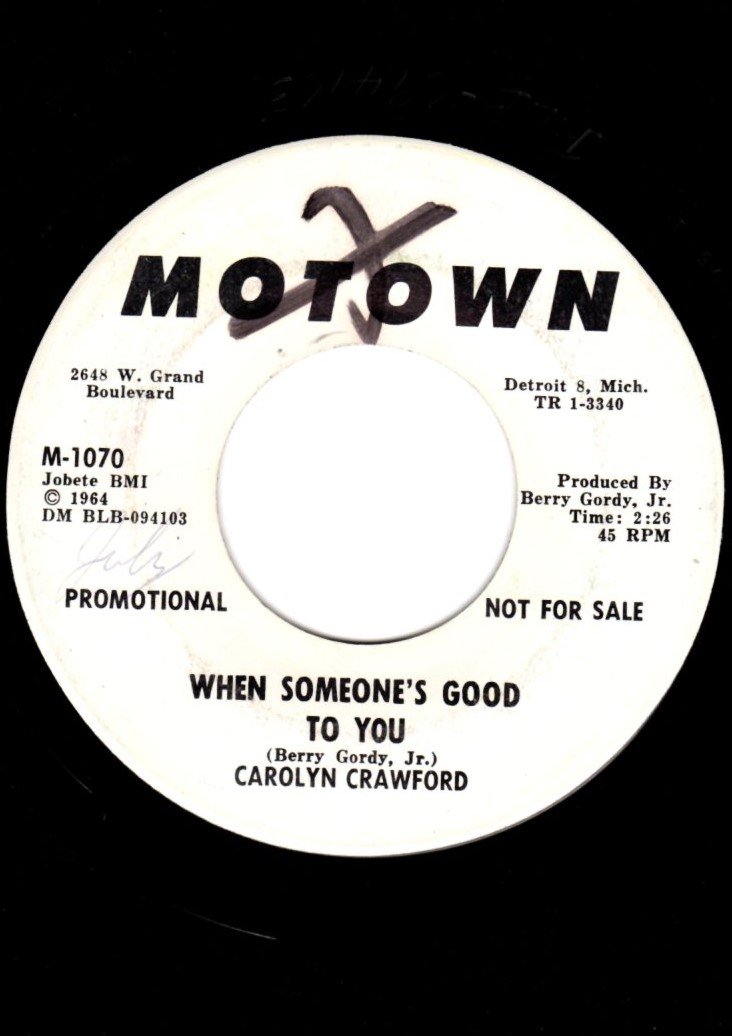 MOTOWN
2648 W. Grand
Boulevard
Detroit 8, Mich.
TR 1-3340
M-1070
Jobete BMI
© 1964
DM BLB-094103
Produced By
Berry Gordy, Jr.
Time: 2:26
45 RPM
July
PROMOTIONAL
NOT FOR SALE
WHEN SOMEONE'S GOOD
TO YOU
(Berry Gordy, Jr.)
CAROLYN CRAWFORD